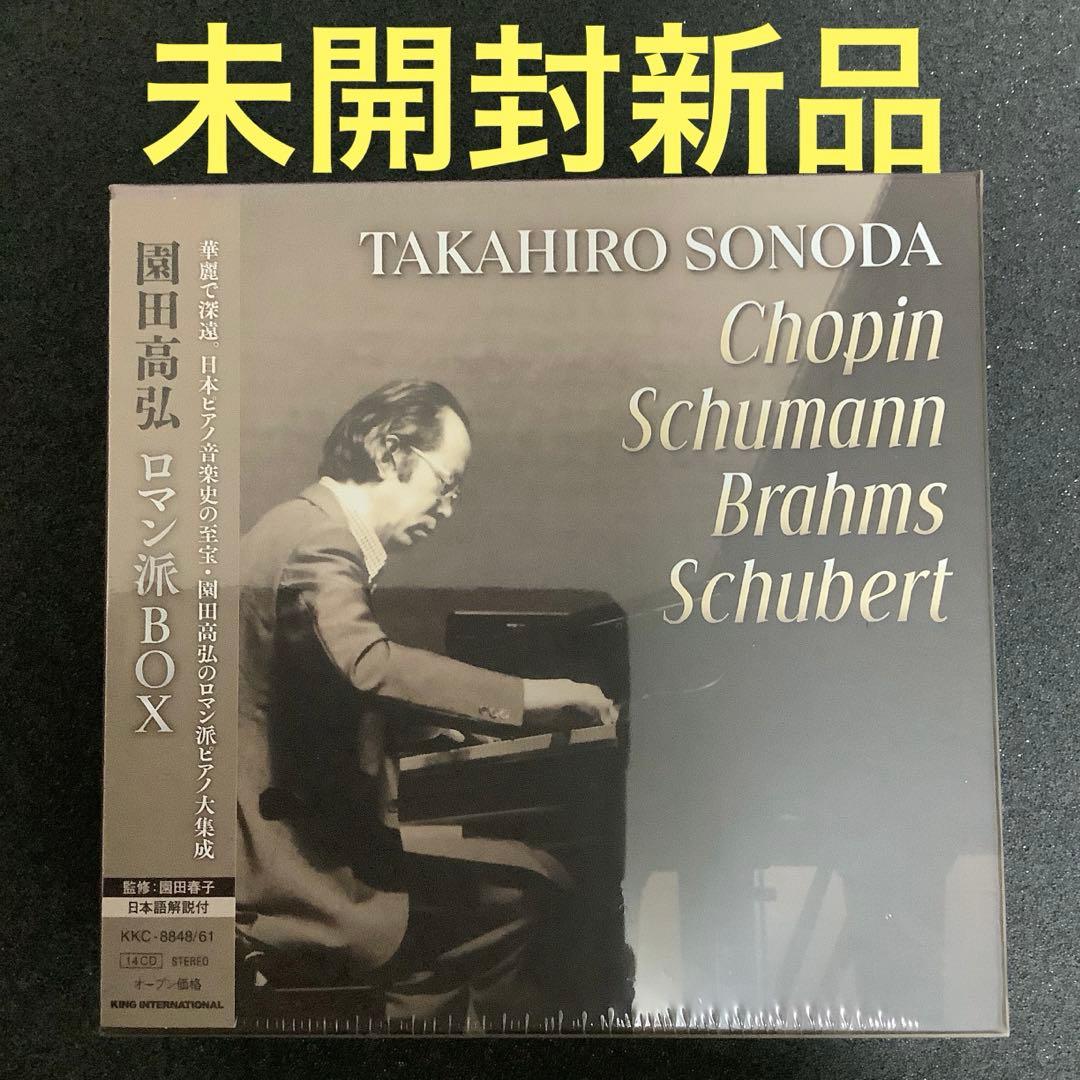 未開封新品
TAKAHIRO SONODA
Chopin
Schumann
Brahms
Schubert
華麗で深遠。日本ピアノ音楽史の至宝・園田高弘のロマン派ピアノ大集成
園田高弘 ロマン派BOX
監修:園田春子
日本語解説付
KKC-8848/61
14CD STEREO
オープン価格
KING INTERNATIONAL